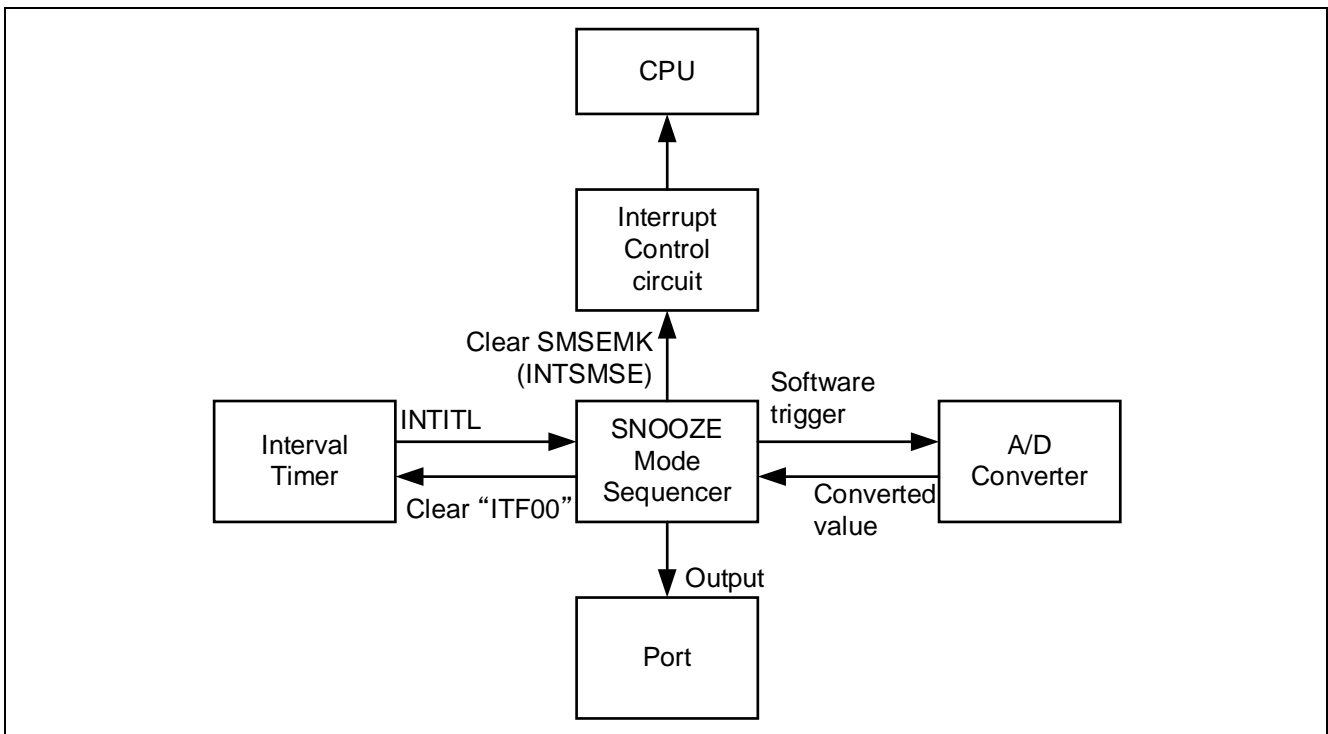 CPU
Interrupt
Control
circuit
Clear SMSEMK
(INTSMSE)
Software
trigger
INTITL
Interval
Timer
SNOOZE
Mode
Sequencer
A/D
Converter
Clear “ITF00”
Converted
value
Output
Port